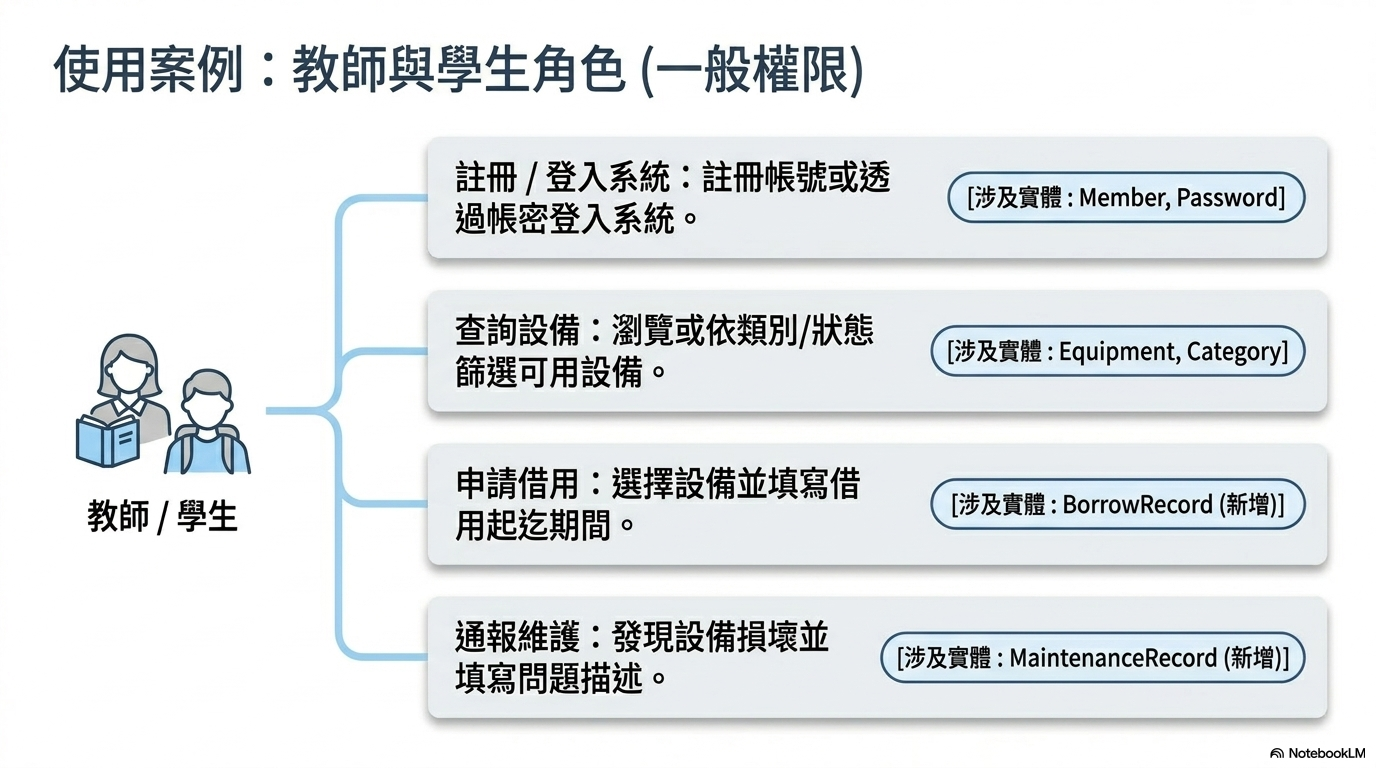 使用案例：教師與學生角色 (一般權限)
註冊 / 登入系統：註冊帳號或透
過帳密登入系統。
[涉及實體 : Member, Password]
查詢設備：瀏覽或依類別/狀態
篩選可用設備。
[涉及實體 : Equipment, Category]
教師 / 學生
申請借用：選擇設備並填寫借
用起迄期間。
[涉及實體 : BorrowRecord (新增)]
通報維護：發現設備損壞並
填寫問題描述。
[涉及實體 : MaintenanceRecord (新增)]
NotebookLM